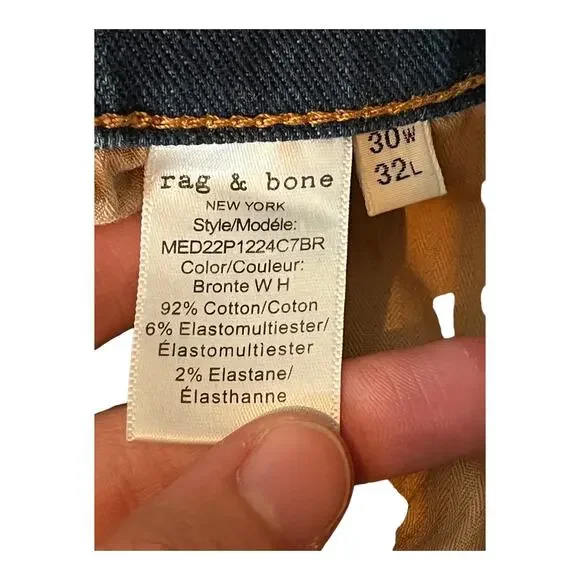 rag & bone
NEW YORK
Style/Modéle:
MED22P1224C7BR
Color/Couleur:
Bronte W H
92% Cotton/Coton
6% Elastomultiester/
Élastomultìester
2% Elastane/
Élasthanne
30W
32L